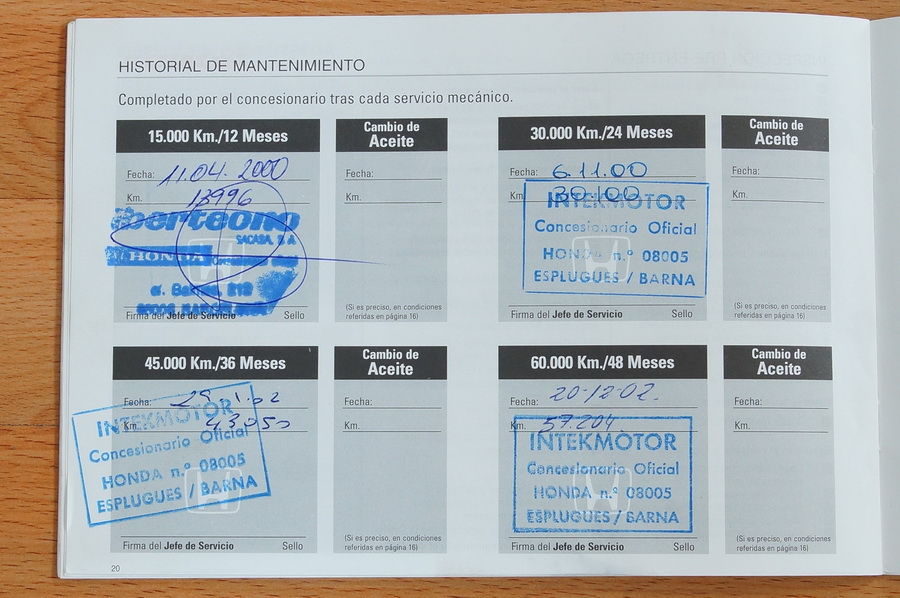 HISTORIAL DE MANTENIMIENTO
Completado por el concesionario tras cada servicio mecánico.
15.000 Km./12 Meses
Fecha: 11.04.2000
Km. 13996
SACASA, S A
HONDA
Firma del Jefe de Servicio Sello
Cambio de
Aceite
Fecha:
Km.
(Si es preciso, en condiciones
referidas en página 16)
30.000 Km./24 Meses
Fecha: 6.11.00
Km. 30.100
INTEKMOTOR
Concesionario Oficial
HONDA n.º 08005
ESPLUGUES / BARNA
Firma del Jefe de Servicio Sello
Cambio de
Aceite
Fecha:
Km.
(Si es preciso, en condiciones
referidas en página 16)
45.000 Km./36 Meses
Fecha:
Km. 43050
INTEKMOTOR
Concesionario Oficial
HONDA n.º 08005
ESPLUGUES / BARNA
Firma del Jefe de Servicio Sello
Cambio de
Aceite
Fecha:
Km.
(Si es preciso, en condiciones
referidas en página 16)
60.000 Km./48 Meses
Fecha: 20-12-02.
Km. 57.204
INTEKMOTOR
Concesionario Oficial
HONDA n.º 08005
ESPLUGUES / BARNA
Firma del Jefe de Servicio Sello
Cambio de
Aceite
Fecha:
Km.
(Si es preciso, en condiciones
referidas en página 16)
20